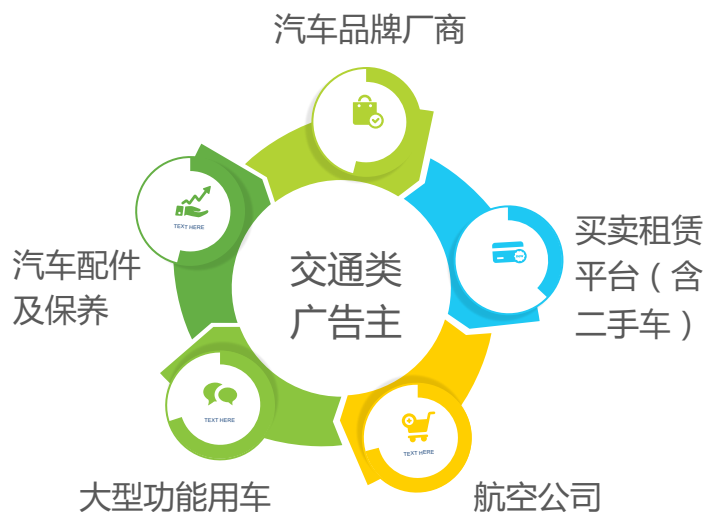 汽车品牌厂商
买卖租赁
平台（含
二手车）
航空公司
TEXT HERE
大型功能用车
TEXT HERE
汽车配件
及保养
TEXT HERE
交通类
广告主